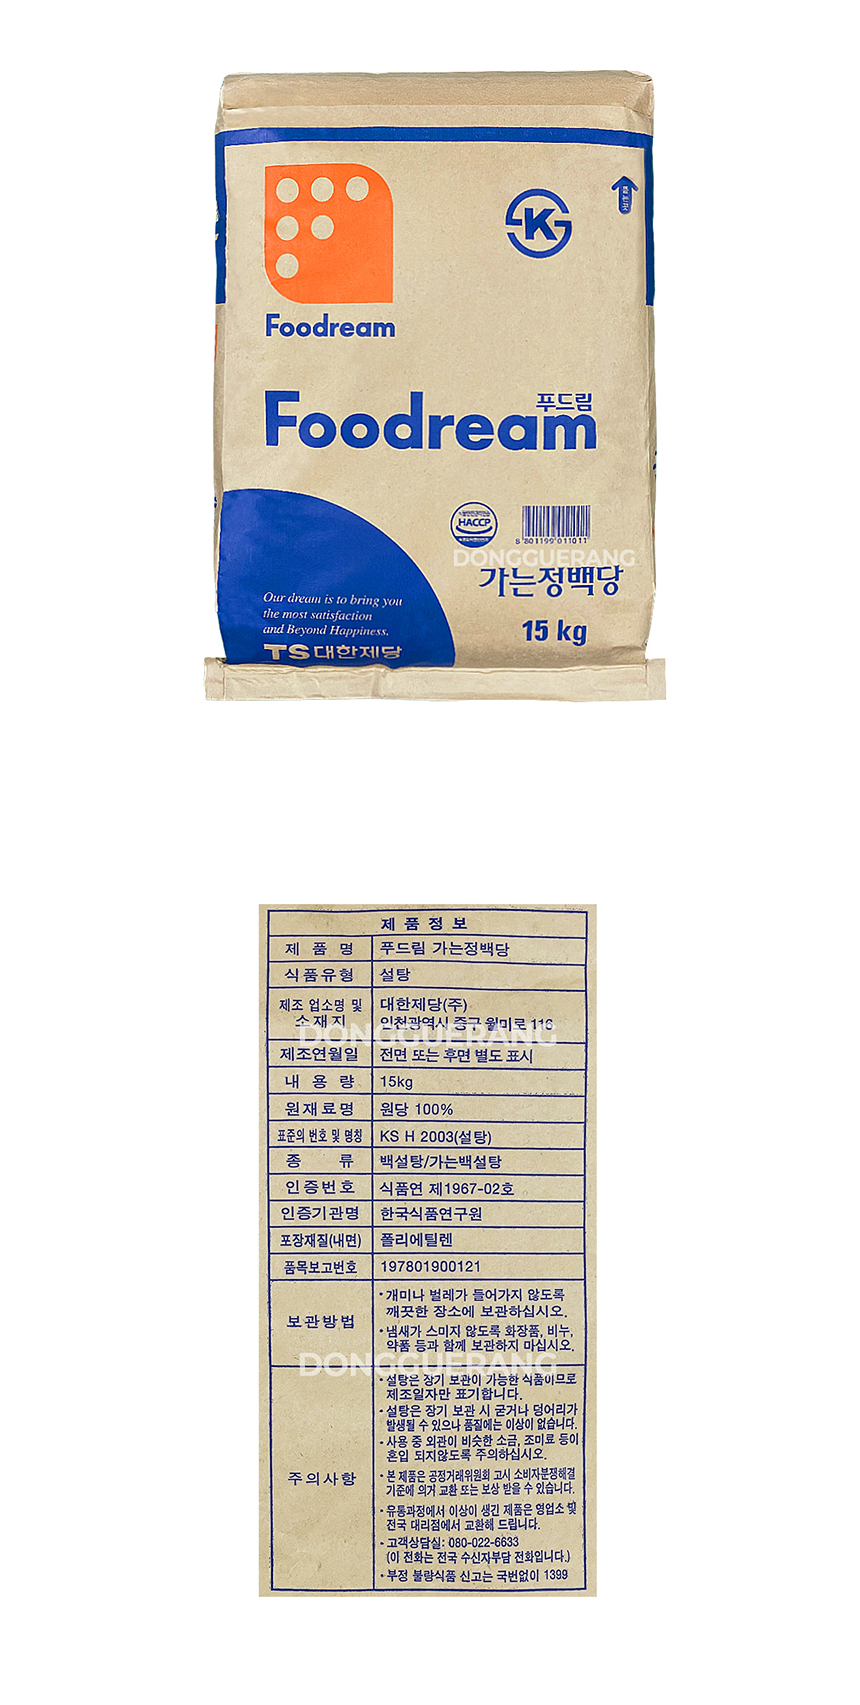 뜯는곳
K
Foodream
푸드림
Foodream
HACCP
8 801199 011011
DONGGUERANG
가는정백당
15 kg
Our dream is to bring you
the most satisfaction
and Beyond Happiness.
TS 대한제당
제 품 정 보
제 품 명 푸드림 가는정백당
식품유형 설탕
제조 업소명 및 소재지 대한제당(주)
인천광역시 중구 월미로 116
DONGGUERANG
제조연월일 전면 또는 후면 별도 표시
내 용 량 15kg
원재료명 원당 100%
표준의 번호 및 명칭 KS H 2003(설탕)
종 류 백설탕/가는백설탕
인증번호 식품연 제1967-02호
인증기관명 한국식품연구원
포장재질(내면) 폴리에틸렌
품목보고번호 197801900121
보관방법
·개미나 벌레가 들어가지 않도록
깨끗한 장소에 보관하십시오.
·냄새가 스미지 않도록 화장품, 비누,
약품 등과 함께 보관하지 마십시오.
DONGGUERANG
주의사항
·설탕은 장기 보관이 가능한 식품이므로
제조일자만 표기합니다.
·설탕은 장기 보관 시 굳거나 덩어리가
발생될 수 있으나 품질에는 이상이 없습니다.
·사용 중 외관이 비슷한 소금, 조미료 등이
혼입 되지않도록 주의하십시오.
·본 제품은 공정거래위원회 고시 소비자분쟁해결
기준에 의거 교환 또는 보상 받을 수 있습니다.
·유통과정에서 이상이 생긴 제품은 영업소 및
전국 대리점에서 교환해 드립니다.
·고객상담실: 080-022-6633
(이 전화는 전국 수신자부담 전화입니다.)
·부정 불량식품 신고는 국번없이 1399